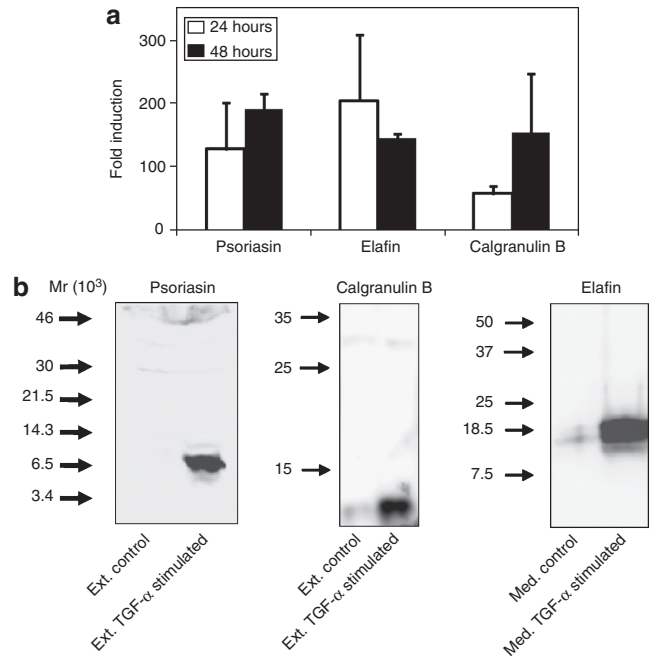 a
24 hours
48 hours
Fold induction
300
200
100
0
Psoriasin Elafin Calgranulin B
b Mr (10³) Psoriasin Calgranulin B Elafin
46
30
21.5
14.3
6.5
3.4
35
25
15
50
37
25
18.5
7.5
Ext. control
Ext. TGF-α stimulated
Ext. control
Ext. TGF-α stimulated
Med. control
Med. TGF-α stimulated